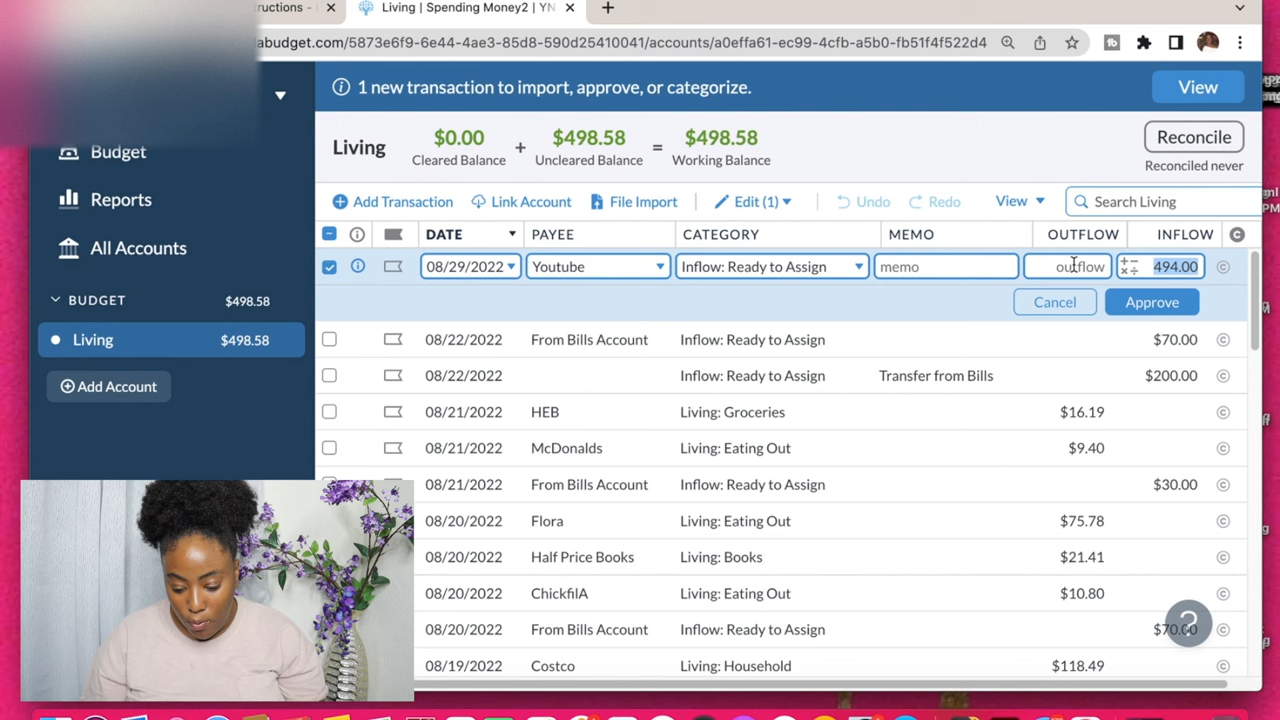 ructions -
Living | Spending Money2 | YN
abudget.com/5873e6f9-6e44-4ae3-85d8-590d25410041/accounts/a0effa61-ec99-4cfb-a5b0-fb51f4f522d4
1 new transaction to import, approve, or categorize. View
Budget
Reports
All Accounts
BUDGET $498.58
Living $498.58
Add Account
Living
$0.00 + $498.58 = $498.58
Cleared Balance Uncleared Balance Working Balance
Reconcile
Reconciled never
Add Transaction Link Account File Import Edit (1) Undo Redo View Search Living
DATE PAYEE CATEGORY MEMO OUTFLOW INFLOW C
08/29/2022 Youtube Inflow: Ready to Assign memo outflow 494.00 C
Cancel Approve
08/22/2022 From Bills Account Inflow: Ready to Assign $70.00 C
08/22/2022 Inflow: Ready to Assign Transfer from Bills $200.00 C
08/21/2022 HEB Living: Groceries $16.19 C
08/21/2022 McDonalds Living: Eating Out $9.40 C
08/21/2022 From Bills Account Inflow: Ready to Assign $30.00 C
08/20/2022 Flora Living: Eating Out $75.78 C
08/20/2022 Half Price Books Living: Books $21.41 C
08/20/2022 ChickfilA Living: Eating Out $10.80 C
08/20/2022 From Bills Account Inflow: Ready to Assign $70.00 C
08/19/2022 Costco Living: Household $118.49 C
?